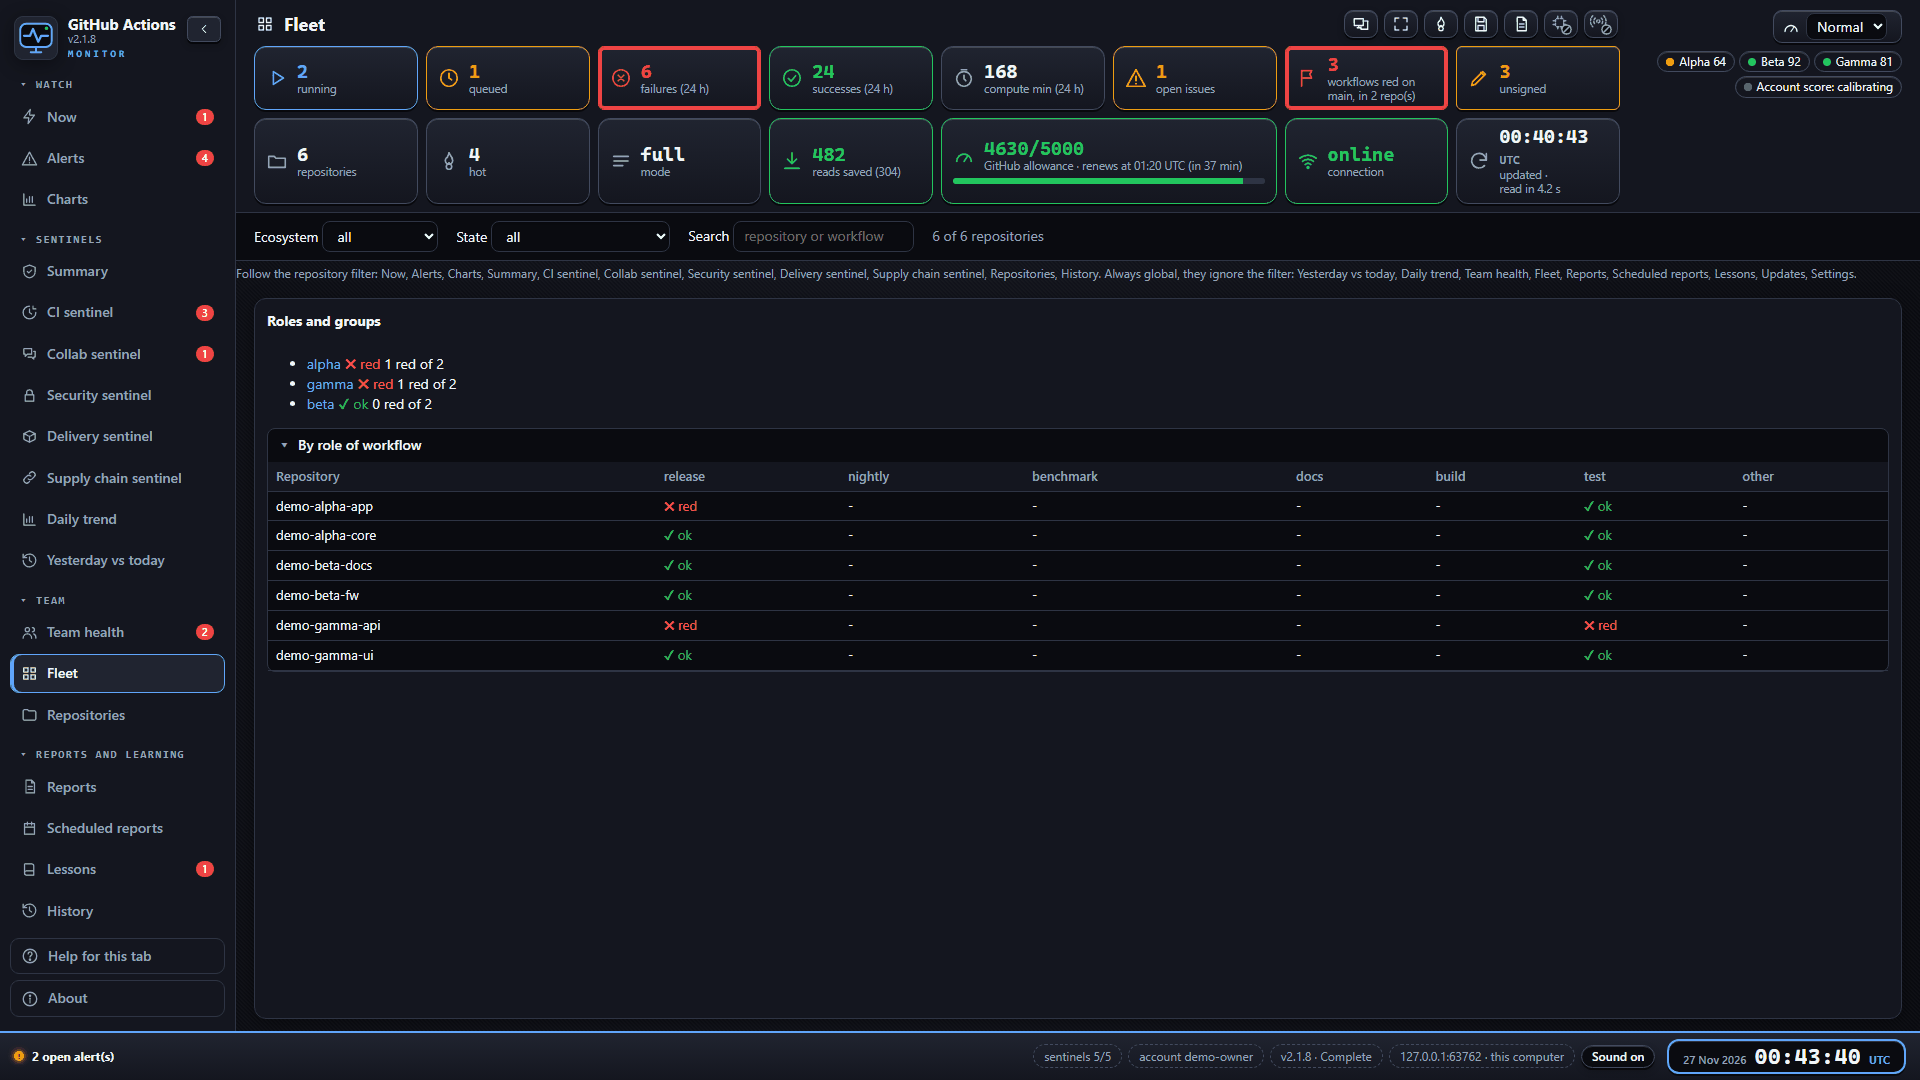 GitHub Actions
v2.1.8
MONITOR
WATCH
Now 1
Alerts 4
Charts
SENTINELS
Summary
CI sentinel 3
Collab sentinel 1
Security sentinel
Delivery sentinel
Supply chain sentinel
Daily trend
Yesterday vs today
TEAM
Team health 2
Fleet
Repositories
REPORTS AND LEARNING
Reports
Scheduled reports
Lessons 1
History
Help for this tab
About
Fleet
Normal
2
running
1
queued
6
failures (24 h)
24
successes (24 h)
168
compute min (24 h)
1
open issues
3
workflows red on
main, in 2 repo(s)
3
unsigned
Alpha 64 Beta 92 Gamma 81
Account score: calibrating
6
repositories
4
hot
full
mode
482
reads saved (304)
4630/5000
GitHub allowance · renews at 01:20 UTC (in 37 min)
online
connection
00:40:43
UTC
updated ·
read in 4.2 s
Ecosystem all State all Search repository or workflow 6 of 6 repositories
Follow the repository filter: Now, Alerts, Charts, Summary, CI sentinel, Collab sentinel, Security sentinel, Delivery sentinel, Supply chain sentinel, Repositories, History. Always global, they ignore the filter: Yesterday vs today, Daily trend, Team health, Fleet, Reports, Scheduled reports, Lessons, Updates, Settings.
Roles and groups
alpha ✕ red 1 red of 2
gamma ✕ red 1 red of 2
beta ✓ ok 0 red of 2
By role of workflow
Repository release nightly benchmark docs build test other
demo-alpha-app ✕ red - - - - ✓ ok -
demo-alpha-core ✓ ok - - - - ✓ ok -
demo-beta-docs ✓ ok - - - - ✓ ok -
demo-beta-fw ✓ ok - - - - ✓ ok -
demo-gamma-api ✕ red - - - - ✕ red -
demo-gamma-ui ✓ ok - - - - ✓ ok -
2 open alert(s)
sentinels 5/5 account demo-owner v2.1.8 · Complete 127.0.0.1:63762 · this computer Sound on 27 Nov 2026 00:43:40 UTC